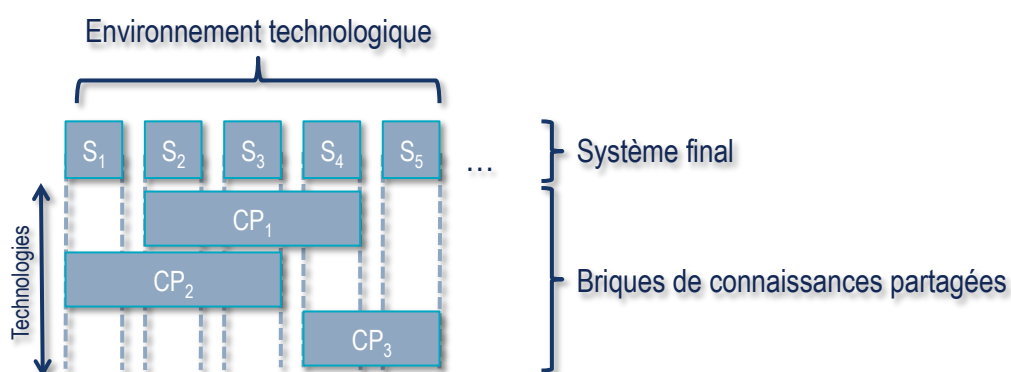 Environnement technologique
S₁ S₂ S₃ S₄ S₅ ...
Système final
Technologies
CP₁
CP₂
Briques de connaissances partagées
CP₃